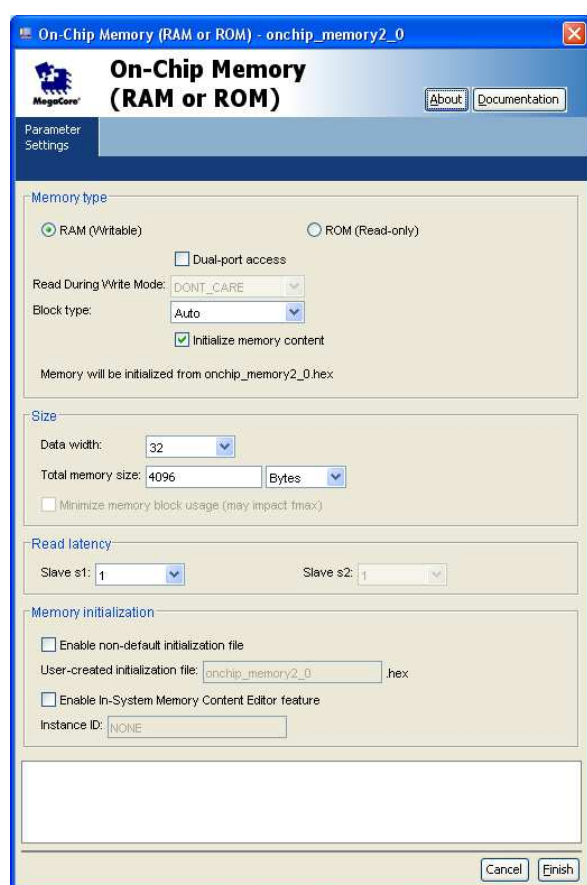 On-Chip Memory (RAM or ROM) - onchip_memory2_0
On-Chip Memory
(RAM or ROM)
MegaCore'
About Documentation
Parameter
Settings
Memory type
RAM (Writable) ROM (Read-only)
Dual-port access
Read During Write Mode: DONT_CARE
Block type: Auto
Initialize memory content
Memory will be initialized from onchip_memory2_0.hex
Size
Data width: 32
Total memory size: 4096 Bytes
Minimize memory block usage (may impact fmax)
Read latency
Slave s1: 1 Slave s2: 1
Memory initialization
Enable non-default initialization file
User-created initialization file: onchip_memory2_0 .hex
Enable In-System Memory Content Editor feature
Instance ID: NONE
Cancel Finish